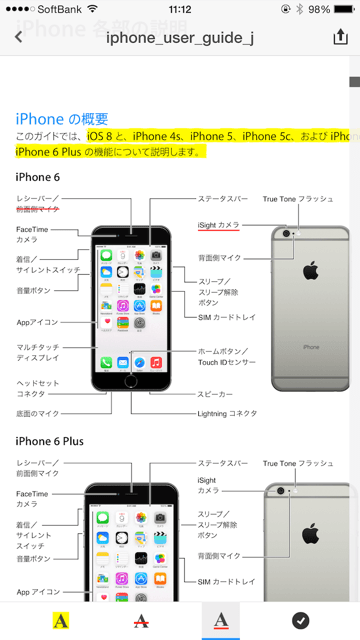 SoftBank 11:12 98%
iPhone 各部の説明
iphone_user_guide_j
iPhone の概要
このガイドでは、iOS 8 と、iPhone 4s、iPhone 5、iPhone 5c、および iPhon
iPhone 6 Plus の機能について説明します。
iPhone 6
レシーバー／
前面側マイク
ステータスバー
True Tone フラッシュ
FaceTime
カメラ
iSight カメラ
着信／
サイレントスイッチ
背面側マイク
音量ボタン
スリープ／
スリープ解除
ボタン
Appアイコン
SIM カードトレイ
マルチタッチ
ディスプレイ
ホームボタン／
Touch IDセンサー
iPhone
ヘッドセット
コネクタ
スピーカー
底面のマイク
Lightning コネクタ
iPhone 6 Plus
レシーバー／
前面側マイク
ステータスバー
True Tone フラッシュ
FaceTime
カメラ
iSight
カメラ
着信／
サイレント
スイッチ
スリープ／
スリープ解除
ボタン
音量ボタン
背面側マイク
App アイコン
SIM カードトレイ
A A A